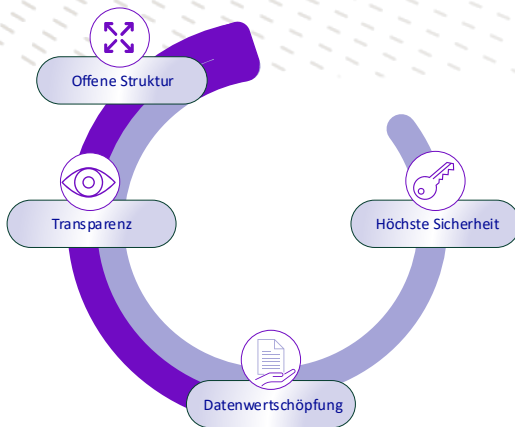 Offene Struktur
Transparenz
Höchste Sicherheit
Datenwertschöpfung